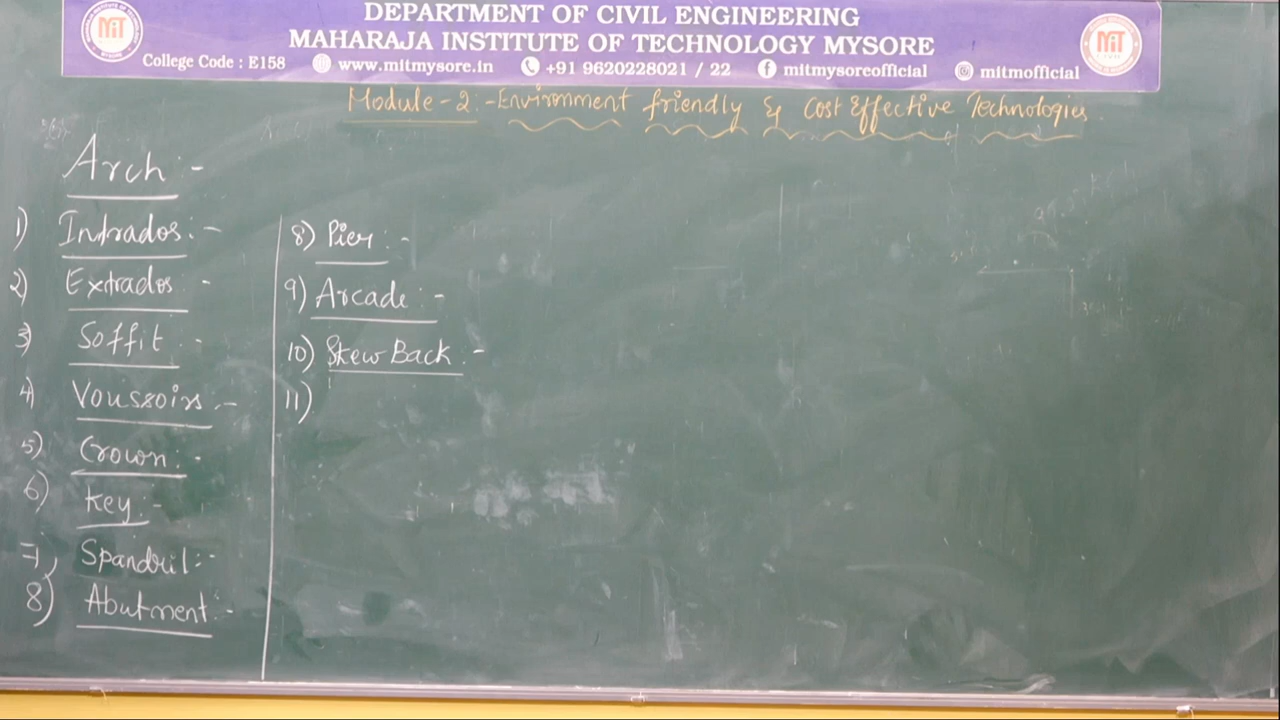 DEPARTMENT OF CIVIL ENGINEERING
MAHARAJA INSTITUTE OF TECHNOLOGY MYSORE
College Code : E158 www.mitmysore.in +91 9620228021 / 22 mitmysoreofficial mitmofficial
MiT
MiT
Module-2:-Environment friendly & Cost Effective Technologies.
Arch:-
1) Intrados:-
2) Extrados:-
3) Soffit:-
4) Voussoirs:-
5) Crown:-
6) Key:-
7) Spandril:-
8) Abutment:-
8) Pier:-
9) Arcade:-
10) Skew Back:-
11)